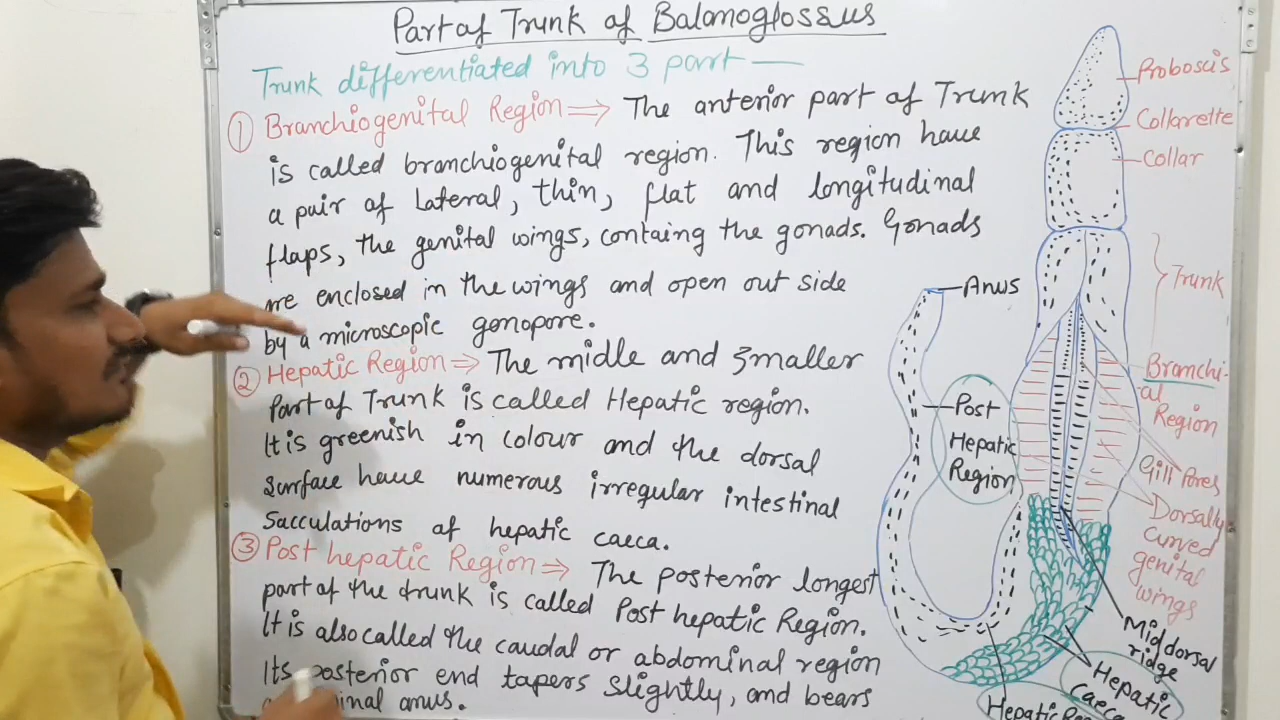 Part of Trunk of Balanoglossus
Trunk differentiated into 3 part —
① Branchiogenital Region ⇒ The anterior part of Trunk
is called branchiogenital region. This region have
a pair of Lateral, thin, flat and longitudinal
flaps, the genital wings, containg the gonads. Gonads
are enclosed in the wings and open out side
by a microscopic gonopore.
② Hepatic Region ⇒ The midle and Smaller
Part of Trunk is called Hepatic region.
It is greenish in colour and the dorsal
Surface have numerous irregular intestinal
Sacculations of hepatic caeca.
③ Post hepatic Region ⇒ The posterior longest
part of the trunk is called Post hepatic Region.
It is also called the caudal or abdominal region
Its posterior end tapers slightly, and bears
anus.
Proboscis
Collarette
Collar
Trunk
Anus
Branchi-
al
Region
Post
Hepatic
Region
Gill Pores
Dorsally
curved
genital
wings
Mid dorsal
ridge
Hepatic
Caeca
Hepatic